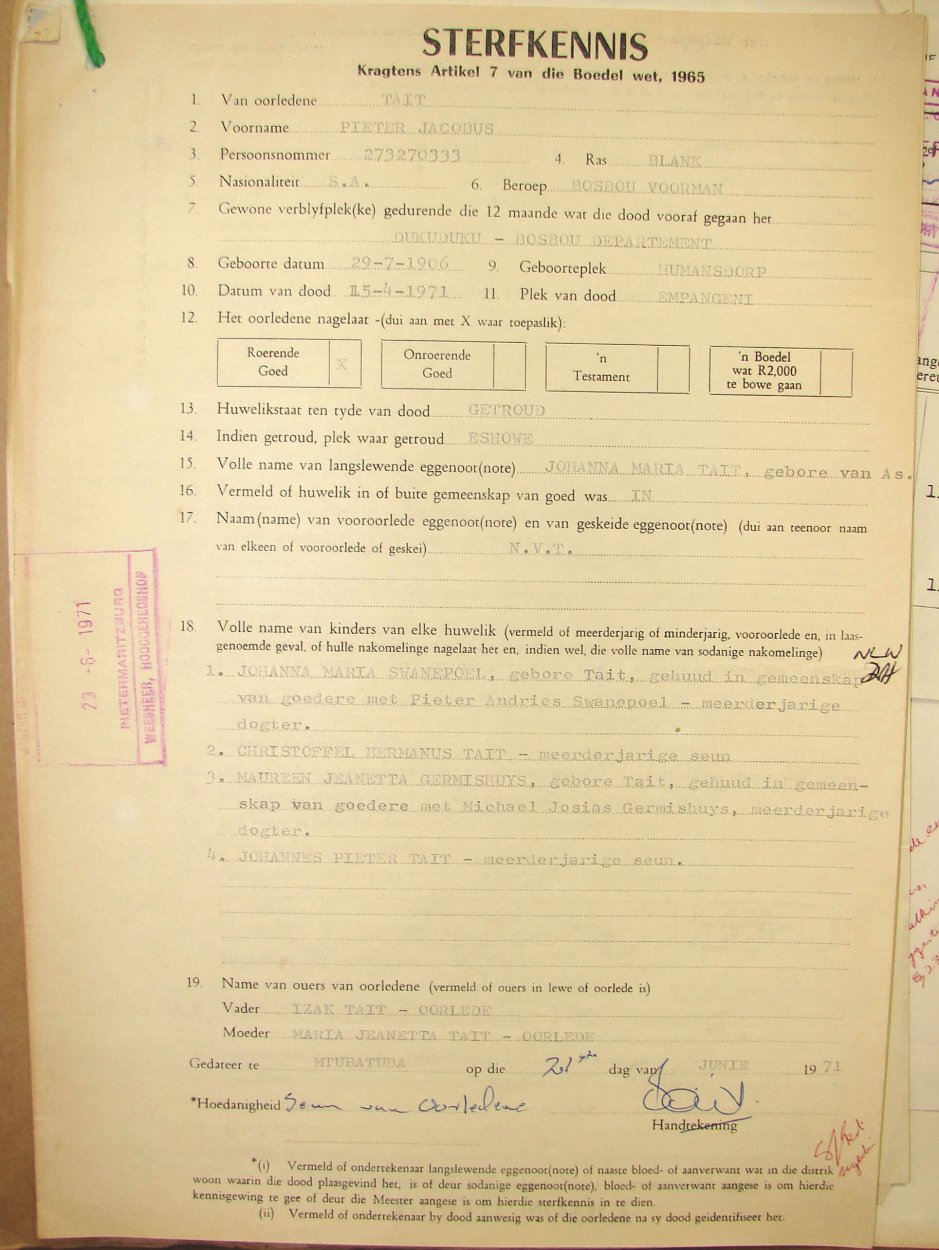 STERFKENNIS
Kragtens Artikel 7 van die Boedel wet, 1965
1. Van oorledene TAIT
2. Voorname PIETER JACOBUS
3. Persoonsnommer 273270333 4. Ras BLANK
5. Nasionaliteit S.A. 6. Beroep BOSBOU VOORMAN
7. Gewone verblyfplek(ke) gedurende die 12 maande wat die dood vooraf gegaan het
DUKUDUKU - BOSBOU DEPARTEMENT
8. Geboorte datum 29-7-1906 9. Geboorteplek HUMANSDORP
10. Datum van dood 15-4-1971 11. Plek van dood EMPANGENI
12. Het oorledene nagelaat -(dui aan met X waar toepaslik):
Roerende Goed X
Onroerende Goed
'n Testament
'n Boedel wat R2,000 te bowe gaan
13. Huwelikstaat ten tyde van dood GETROUD
14. Indien getroud, plek waar getroud ESHOWE
15. Volle name van langslewende eggenoot(note) JOHANNA MARIA TAIT, gebore van As.
16. Vermeld of huwelik in of buite gemeenskap van goed was IN
17. Naam(name) van vooroorlede eggenoot(note) en van geskeide eggenoot(note) (dui aan teenoor naam
van elkeen of vooroorlede of geskei) N.V.T.
18. Volle name van kinders van elke huwelik (vermeld of meerderjarig of minderjarig, vooroorlede en, in laas-
genoemde geval, of hulle nakomelinge nagelaat het en, indien wel, die volle name van sodanige nakomelinge)
1. JOHANNA MARIA SWANEPOEL, gebore Tait, gehuud in gemeenskap
van goedere met Pieter Andries Swanepoel - meerderjarige
dogter.
2. CHRISTOFFEL HERMANUS TAIT - meerderjarige seun
3. MAUREEN JEANETTA GERMISHUYS, gebore Tait, gehuud in gemeen-
skap van goedere met Michael Josias Germishuys, meerderjarige
dogter.
4. JOHANNES PIETER TAIT - meerderjarige seun.
23 -6- 1971
PIETERMARITZBURG
WEESHEER, HOOGGEREGSHOF
19. Name van ouers van oorledene (vermeld of ouers in lewe of oorlede is)
Vader IZAK TAIT - OORLEDE
Moeder MARIA JEANETTA TAIT - OORLEDE
Gedateer te MTUBATUBA op die 21ste dag van JUNIE 19 71
*Hoedanigheid Seun van Oorledene
Handtekening
*(i) Vermeld of ondertekenaar langslewende eggenoot(note) of naaste bloed- of aanverwant wat in die distrik
woon waarin die dood plaasgevind het, is of deur sodanige eggenoot(note), bloed- of aanverwant aangese is om hierdie
kennisgewing te gee of deur die Meester aangese is om hierdie sterfkennis in te dien.
(ii) Vermeld of ondertekenaar by dood aanwesig was of die oorledene na sy dood geidentifiseer het.